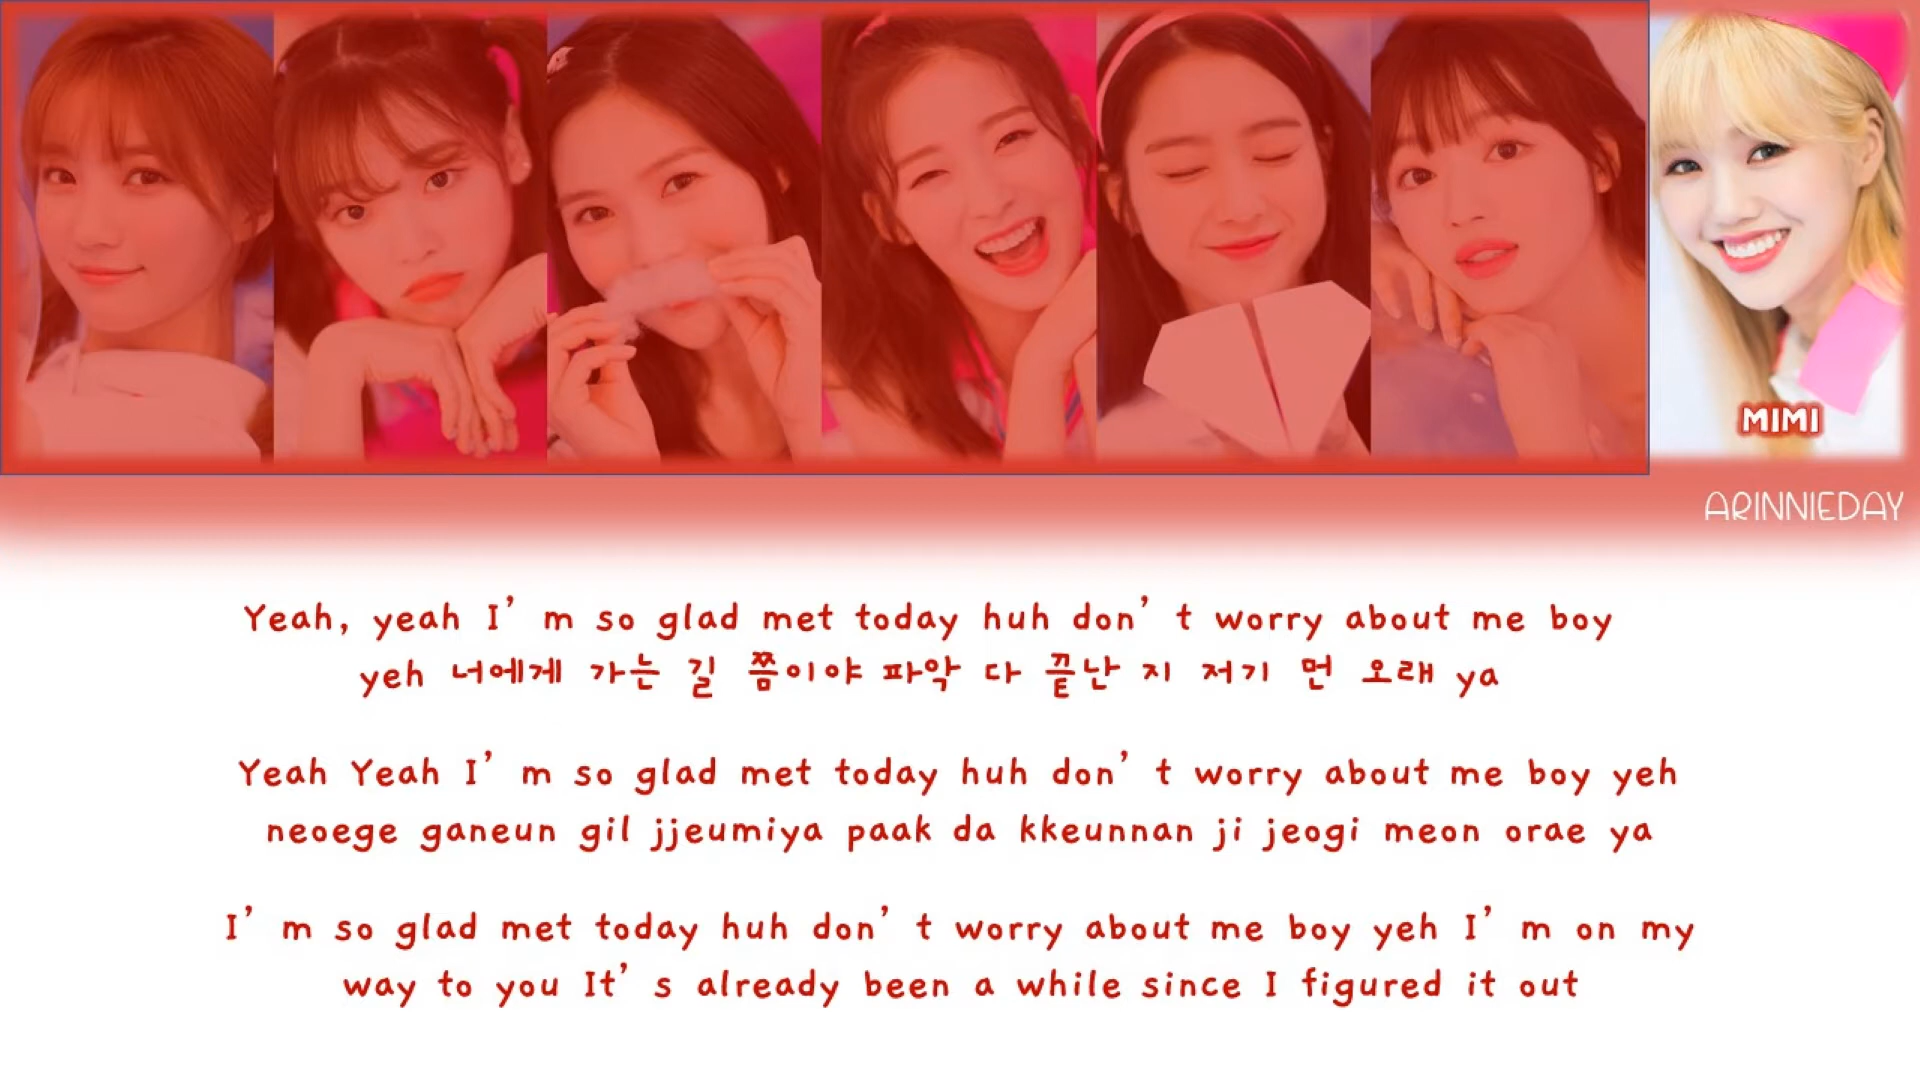 MIMI
ARINNIEDAY
Yeah, yeah I’m so glad met today huh don’t worry about me boy
yeh 너에게 가는 길 쯤이야 파악 다 끝난 지 저기 먼 오래 ya
Yeah Yeah I’m so glad met today huh don’t worry about me boy yeh
neoege ganeun gil jjeumiya paak da kkeunnan ji jeogi meon orae ya
I’m so glad met today huh don’t worry about me boy yeh I’m on my
way to you It’s already been a while since I figured it out